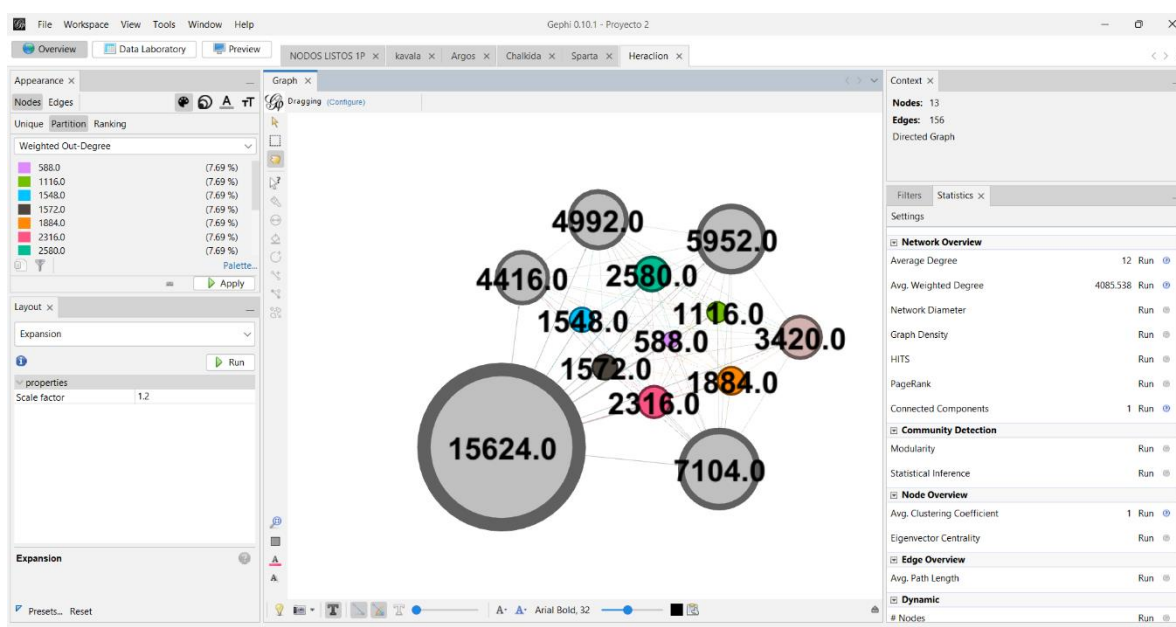 File Workspace View Tools Window Help
Gephi 0.10.1 - Proyecto 2
Overview Data Laboratory Preview
NODOS LISTOS 1P kavala Argos Chalkida Sparta Heraclion
Appearance
Nodes Edges
Unique Partition Ranking
Weighted Out-Degree
588.0 (7.69 %)
1116.0 (7.69 %)
1548.0 (7.69 %)
1572.0 (7.69 %)
1884.0 (7.69 %)
2316.0 (7.69 %)
2580.0 (7.69 %)
Palette...
Apply
Layout
Expansion
Run
properties
Scale factor 1.2
Expansion
Presets... Reset
Graph
Dragging (Configure)
4992.0
5952.0
4416.0
2580.0
1548.0
1116.0
588.0
3420.0
1572.0
1884.0
2316.0
15624.0
7104.0
A- A+ Arial Bold, 32
Context
Nodes: 13
Edges: 156
Directed Graph
Filters Statistics
Settings
Network Overview
Average Degree 12 Run
Avg. Weighted Degree 4085.538 Run
Network Diameter Run
Graph Density Run
HITS Run
PageRank Run
Connected Components 1 Run
Community Detection
Modularity Run
Statistical Inference Run
Node Overview
Avg. Clustering Coefficient 1 Run
Eigenvector Centrality Run
Edge Overview
Avg. Path Length Run
Dynamic
# Nodes Run